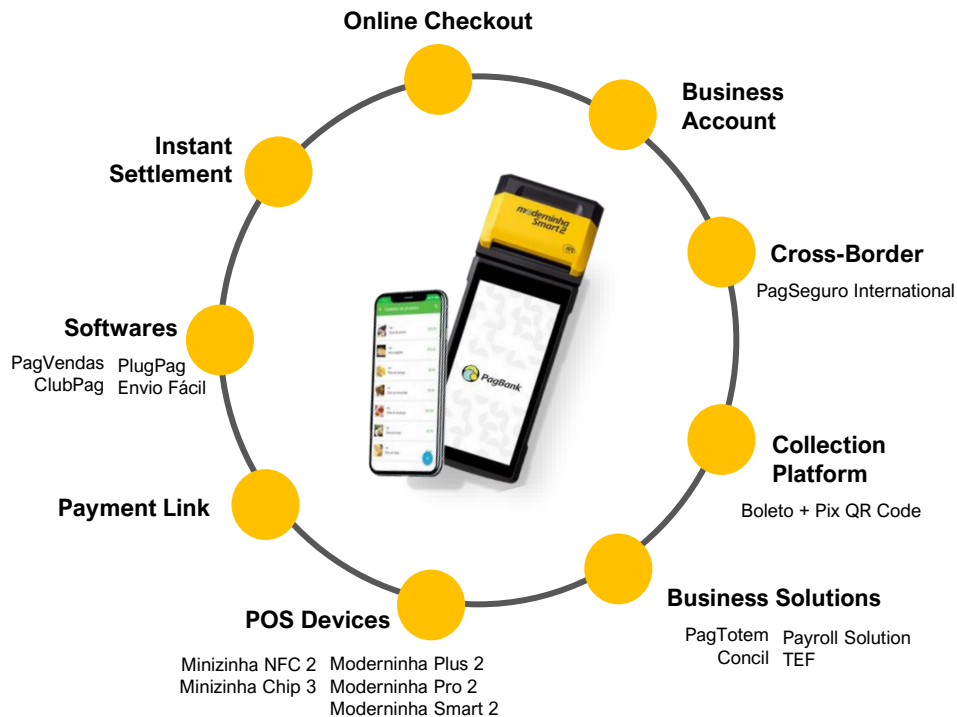 Online Checkout
Business
Account
Instant
Settlement
moderninha
Smart 2
Cross-Border
PagSeguro International
Softwares
PagVendas PlugPag
ClubPag Envio Fácil
PagBank
Collection
Platform
Boleto + Pix QR Code
Payment Link
Business Solutions
PagTotem Payroll Solution
Concil TEF
POS Devices
Minizinha NFC 2 Moderninha Plus 2
Minizinha Chip 3 Moderninha Pro 2
Moderninha Smart 2